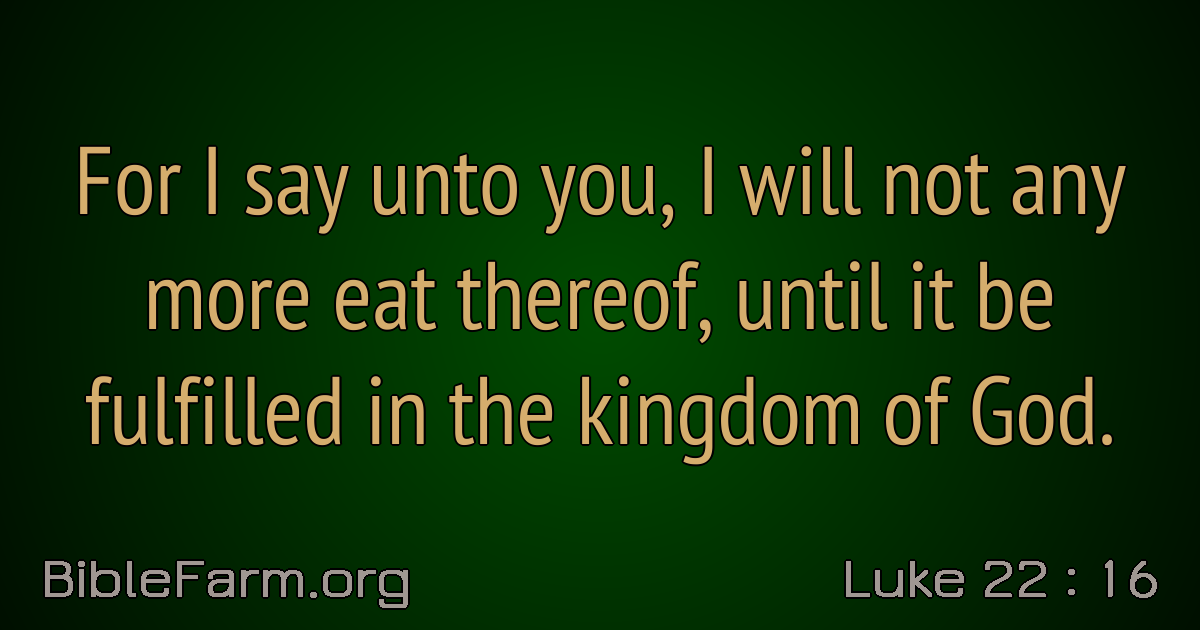 For I say unto you, I will not any
more eat thereof, until it be
fulfilled in the kingdom of God.
BibleFarm.org
Luke 22 : 16